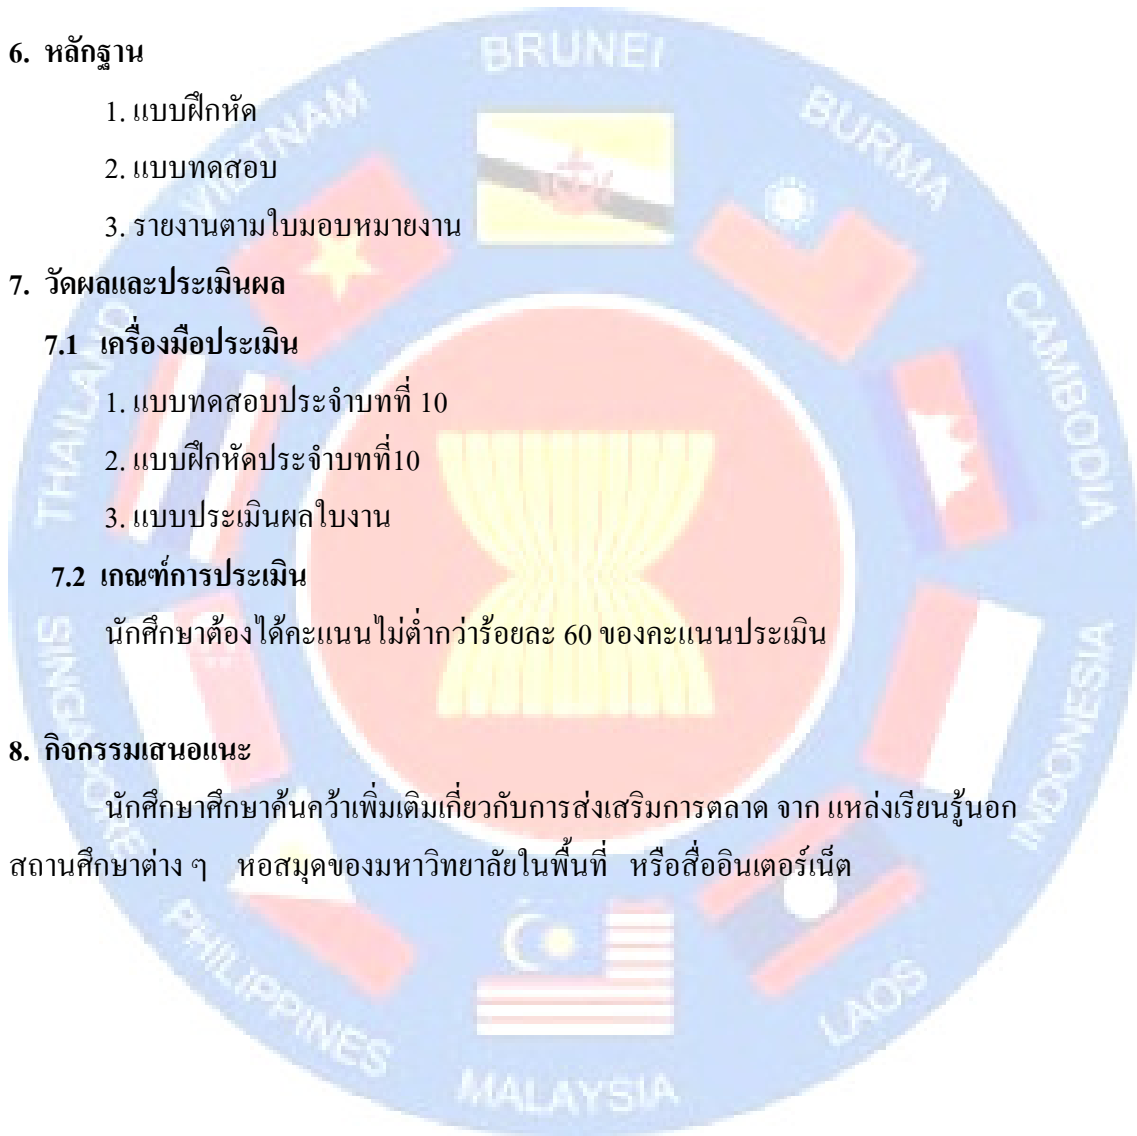 6. หลักฐาน
1. แบบฝึกหัด
2. แบบทดสอบ
3. รายงานตามใบมอบหมายงาน
7. วัดผลและประเมินผล
7.1 เครื่องมือประเมิน
1. แบบทดสอบประจำบทที่ 10
2. แบบฝึกหัดประจำบทที่10
3. แบบประเมินผลใบงาน
7.2 เกณฑ์การประเมิน
นักศึกษาต้องได้คะแนนไม่ต่ำกว่าร้อยละ 60 ของคะแนนประเมิน
8. กิจกรรมเสนอแนะ
นักศึกษาศึกษาค้นคว้าเพิ่มเติมเกี่ยวกับการส่งเสริมการตลาด จาก แหล่งเรียนรู้นอก
สถานศึกษาต่าง ๆ หอสมุดของมหาวิทยาลัยในพื้นที่ หรือสื่ออินเตอร์เน็ต
BRUNEI
BURMA
CAMBODIA
INDONESIA
LAOS
MALAYSIA
PHILIPPINES
SINGAPORE
THAILAND
VIETNAM